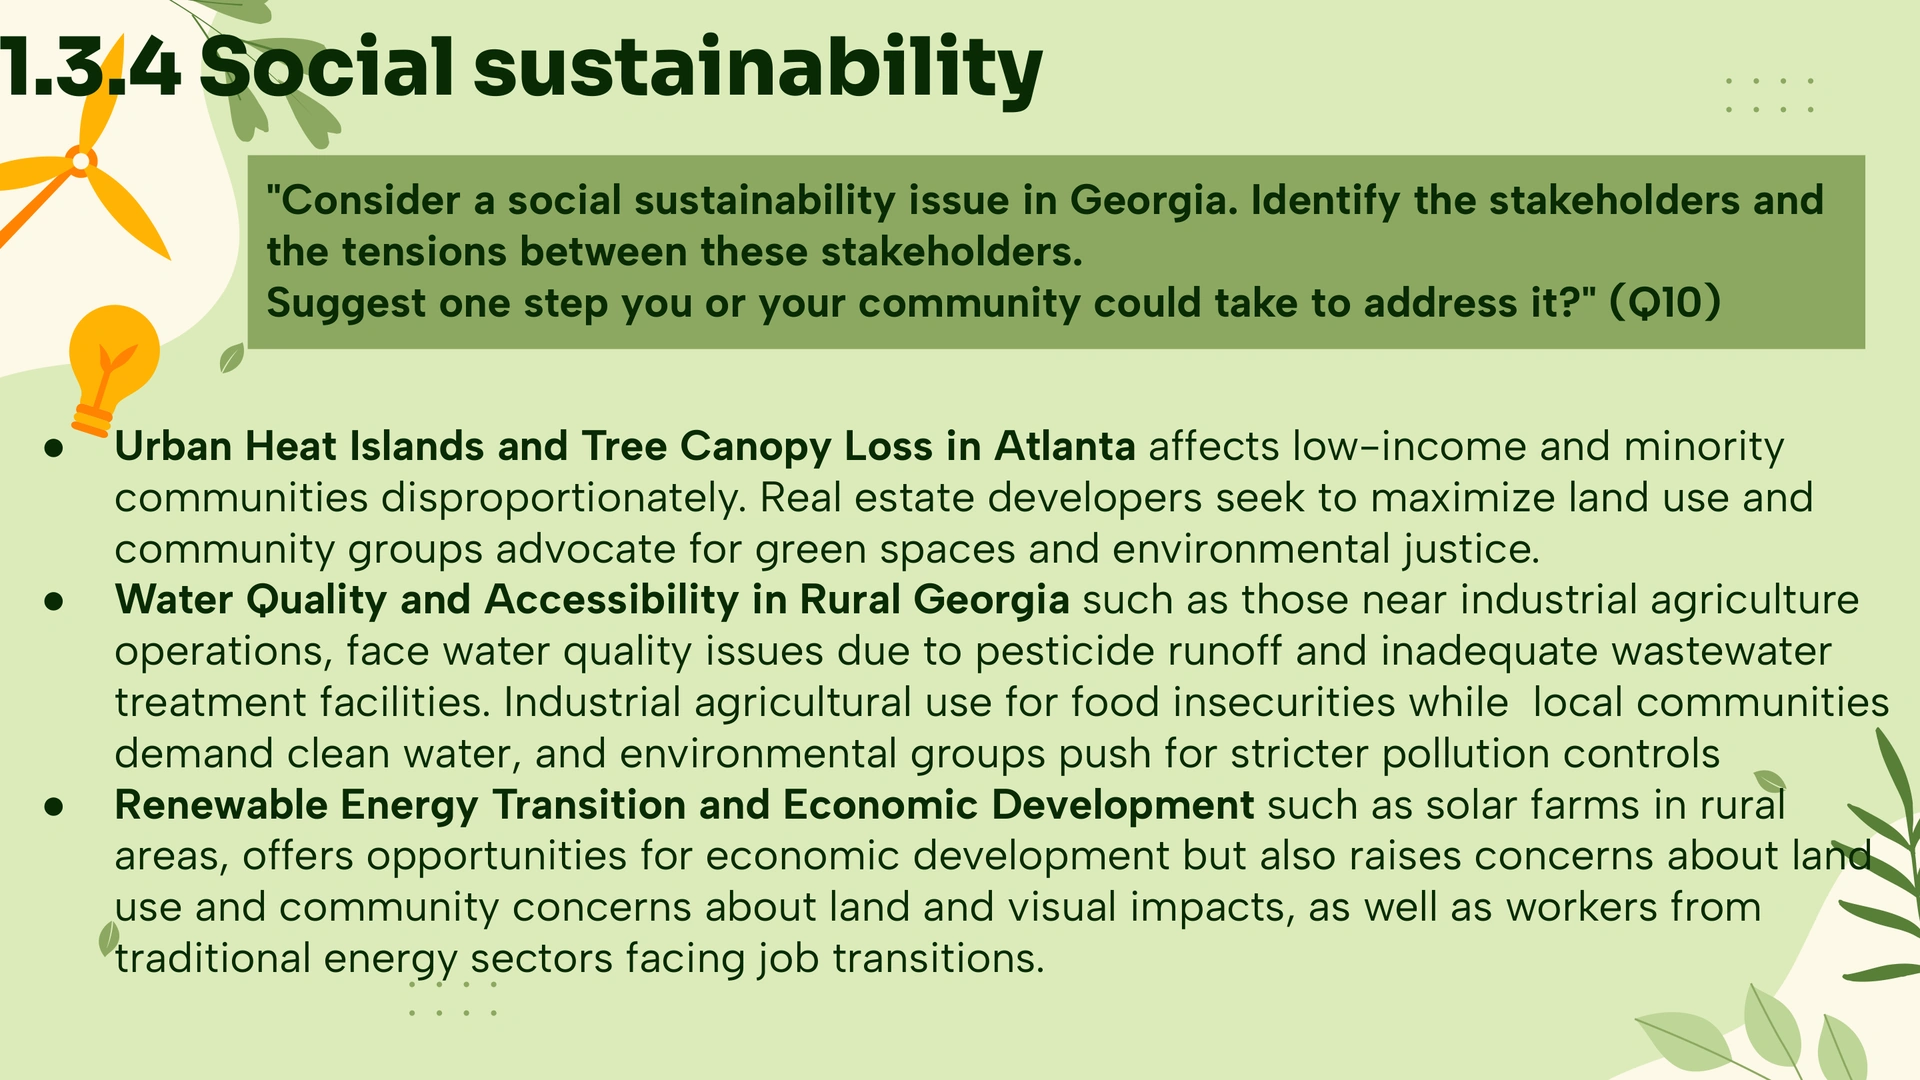 1.3.4 Social sustainability
"Consider a social sustainability issue in Georgia. Identify the stakeholders and
the tensions between these stakeholders.
Suggest one step you or your community could take to address it?" (Q10)
● Urban Heat Islands and Tree Canopy Loss in Atlanta affects low-income and minority
communities disproportionately. Real estate developers seek to maximize land use and
community groups advocate for green spaces and environmental justice.
● Water Quality and Accessibility in Rural Georgia such as those near industrial agriculture
operations, face water quality issues due to pesticide runoff and inadequate wastewater
treatment facilities. Industrial agricultural use for food insecurities while  local communities
demand clean water, and environmental groups push for stricter pollution controls
● Renewable Energy Transition and Economic Development such as solar farms in rural
areas, offers opportunities for economic development but also raises concerns about land
use and community concerns about land and visual impacts, as well as workers from
traditional energy sectors facing job transitions.